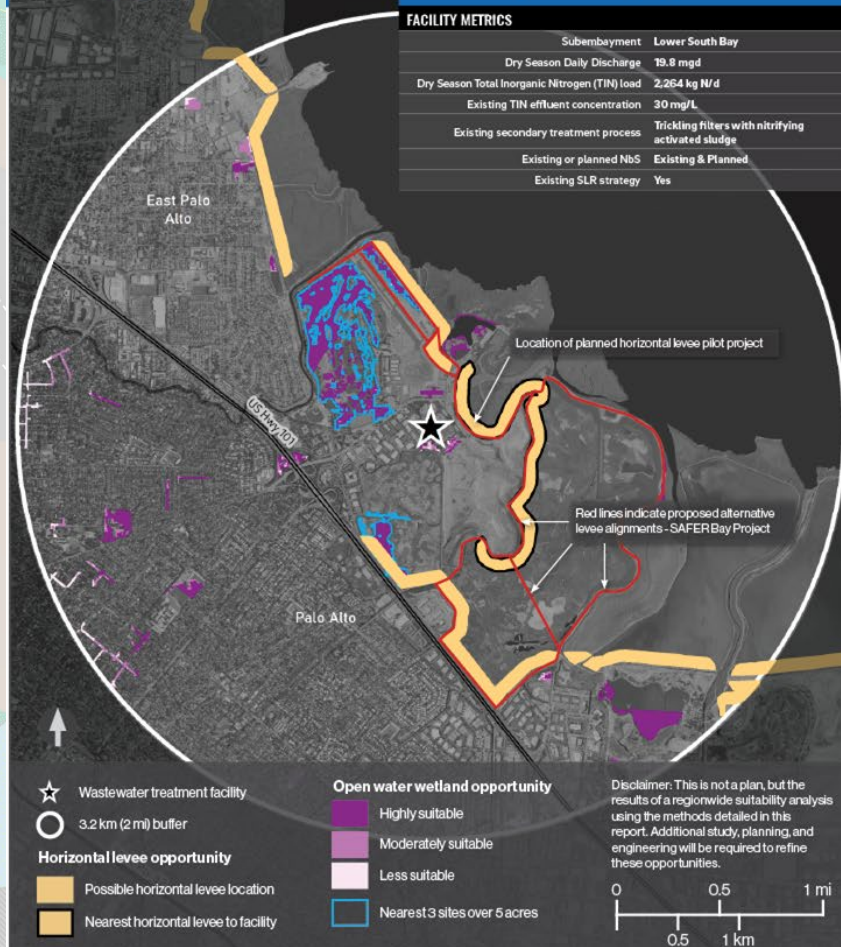 FACILITY METRICS
Subembayment Lower South Bay
Dry Season Daily Discharge 19.8 mgd
Dry Season Total Inorganic Nitrogen (TIN) load 2,264 kg N/d
Existing TIN effluent concentration 30 mg/L
Existing secondary treatment process Trickling filters with nitrifying
activated sludge
Existing or planned NbS Existing & Planned
Existing SLR strategy Yes
East Palo
Alto
Location of planned horizontal levee pilot project
US Hwy 101
Red lines indicate proposed alternative
levee alignments - SAFER Bay Project
Palo Alto
Wastewater treatment facility
3.2 km (2 mi) buffer
Horizontal levee opportunity
Possible horizontal levee location
Nearest horizontal levee to facility
Open water wetland opportunity
Highly suitable
Moderately suitable
Less suitable
Nearest 3 sites over 5 acres
Disclaimer: This is not a plan, but the
results of a regionwide suitability analysis
using the methods detailed in this
report. Additional study, planning, and
engineering will be required to refine
these opportunities.
0 0.5 1 mi
0.5 1 km